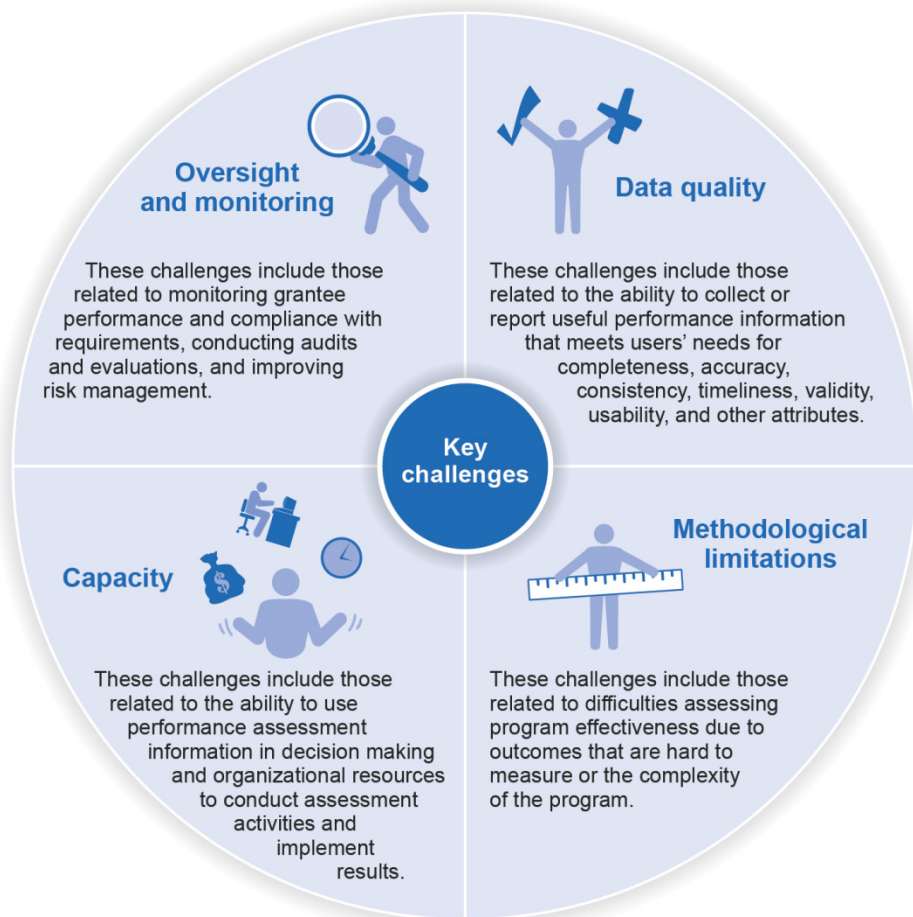 Oversight
and monitoring
These challenges include those
related to monitoring grantee
performance and compliance with
requirements, conducting audits
and evaluations, and improving
risk management.
Data quality
These challenges include those
related to the ability to collect or
report useful performance information
that meets users’ needs for
completeness, accuracy,
consistency, timeliness, validity,
usability, and other attributes.
Key
challenges
Capacity
$
These challenges include those
related to the ability to use
performance assessment
information in decision making
and organizational resources
to conduct assessment
activities and
implement
results.
Methodological
limitations
These challenges include those
related to difficulties assessing
program effectiveness due to
outcomes that are hard to
measure or the complexity
of the program.